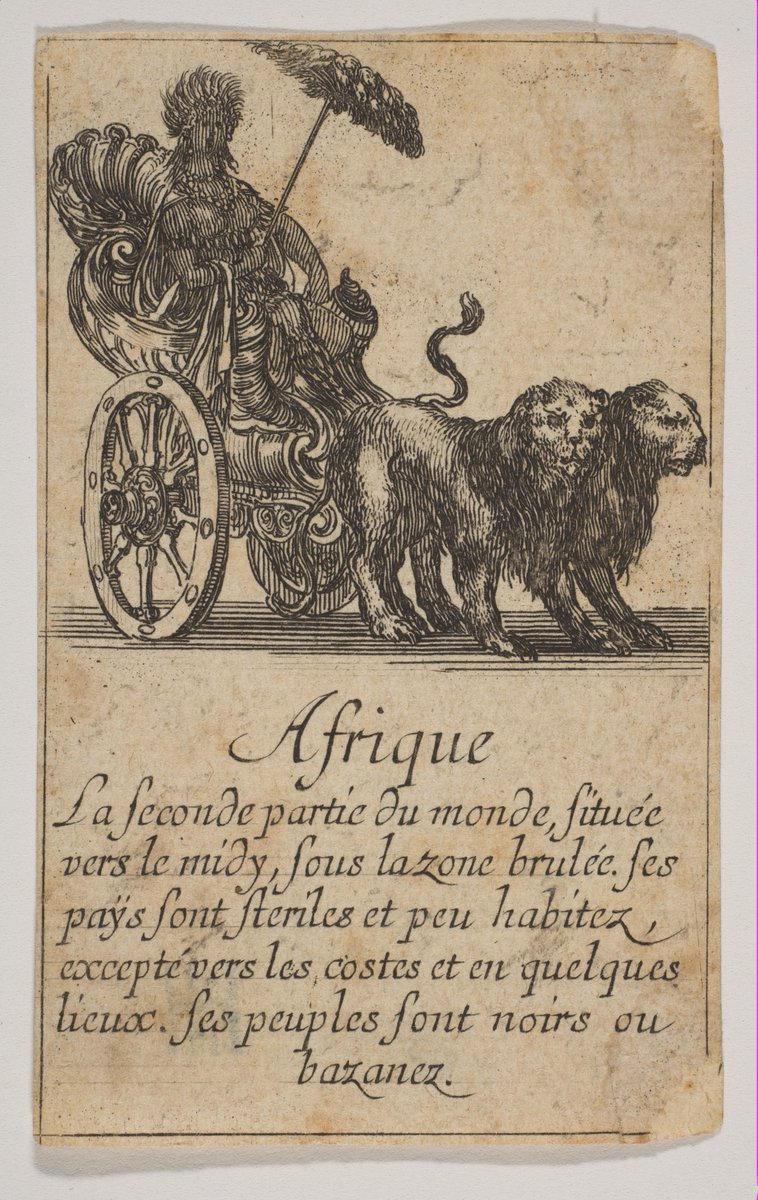 Afrique
La ſeconde partie du monde, ſituée
vers le midy, ſous la zone brulée. ſes
paÿs ſont ſteriles et peu habitez,
excepté vers les costes et en quelques
lieux. ſes peuples ſont noirs ou
bazanez.